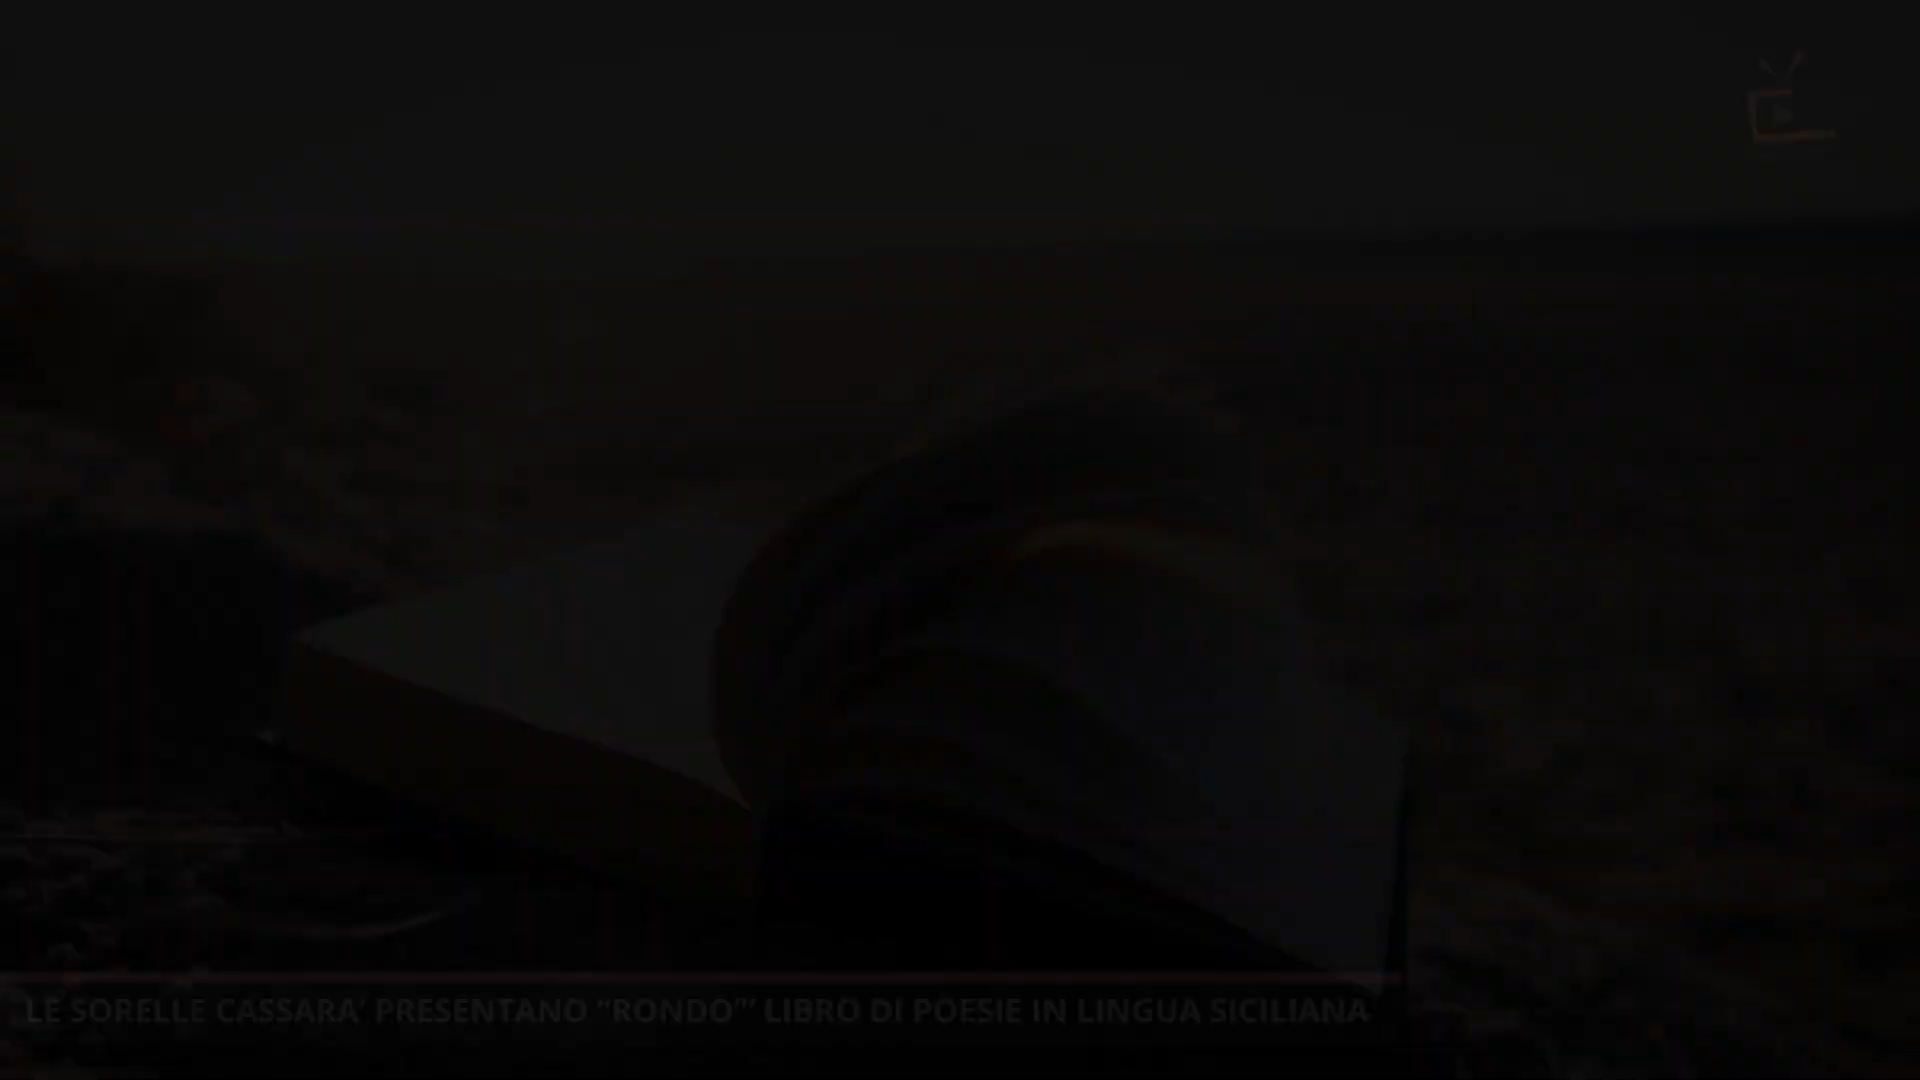 LE SORELLE CASSARA’ PRESENTANO “RONDO’” LIBRO DI POESIE IN LINGUA SICILIANA